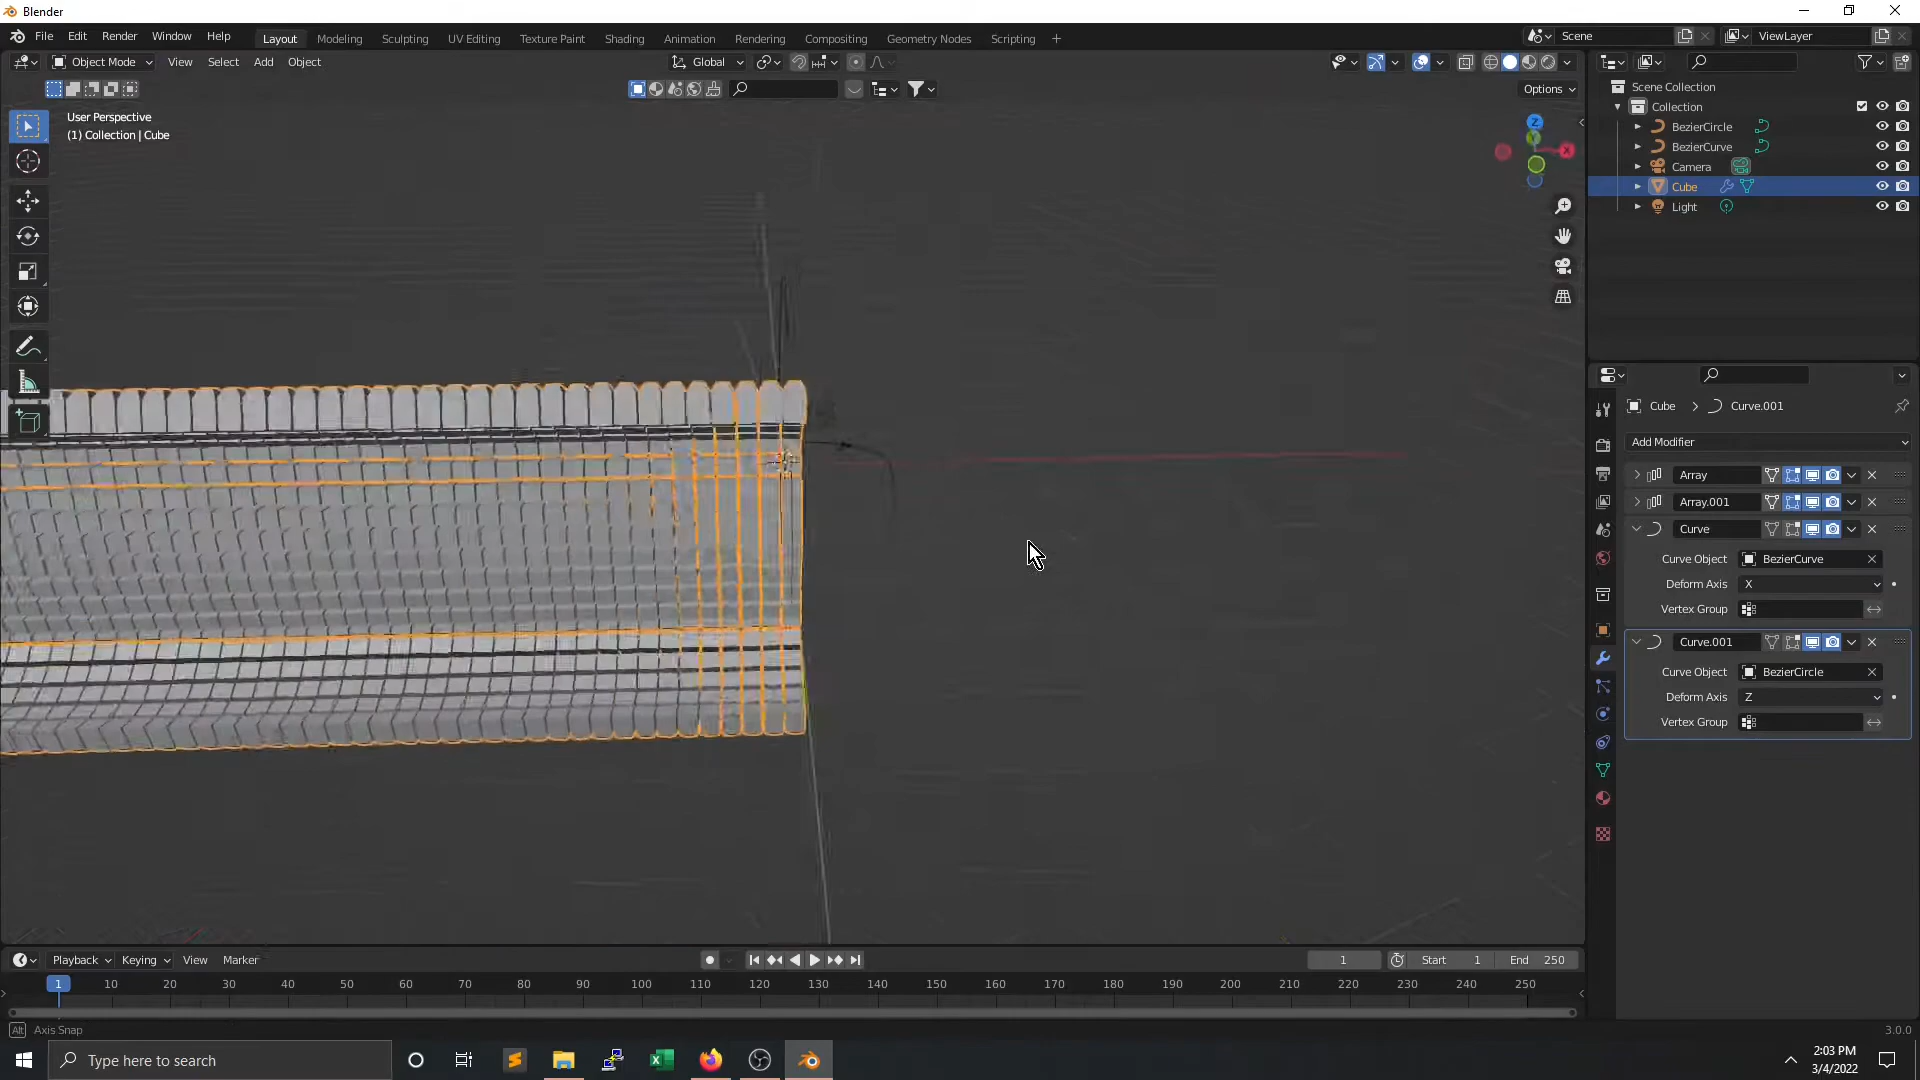 Blender
File Edit Render Window Help
Layout Modeling Sculpting UV Editing Texture Paint Shading Animation Rendering Compositing Geometry Nodes Scripting +
Scene ViewLayer
Object Mode View Select Add Object Global
Options
User Perspective
(1) Collection | Cube
Z
Y
X
Scene Collection
Collection
BezierCircle
BezierCurve
Camera
Cube
Light
Cube > Curve.001
Add Modifier
Array
Array.001
Curve
Curve Object BezierCurve
Deform Axis X
Vertex Group
Curve.001
Curve Object BezierCircle
Deform Axis Z
Vertex Group
Playback Keying View Marker
1 Start 1 End 250
1 10 20 30 40 50 60 70 80 90 100 110 120 130 140 150 160 170 180 190 200 210 220 230 240 250
Alt Axis Snap
3.0.0
Type here to search
2:03 PM
3/4/2022